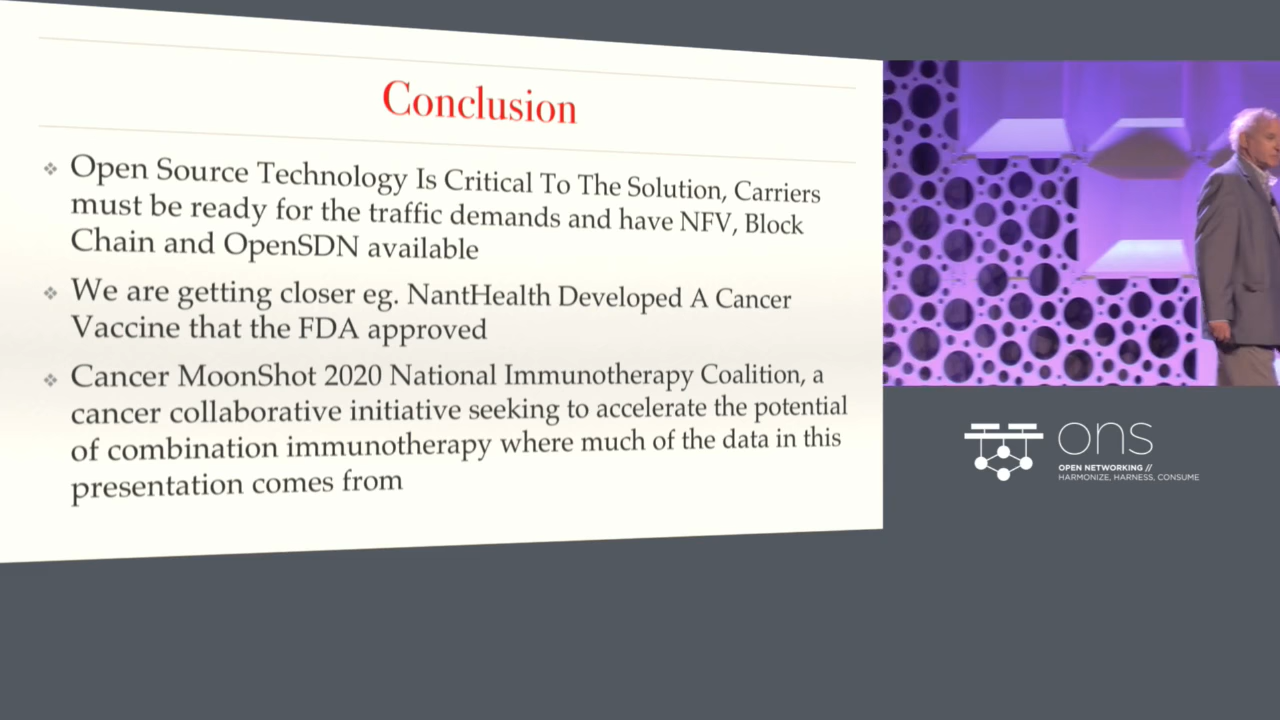 Conclusion
Open Source Technology Is Critical To The Solution, Carriers
must be ready for the traffic demands and have NFV, Block
Chain and OpenSDN available
We are getting closer eg. NantHealth Developed A Cancer
Vaccine that the FDA approved
Cancer MoonShot 2020 National Immunotherapy Coalition, a
cancer collaborative initiative seeking to accelerate the potential
of combination immunotherapy where much of the data in this
presentation comes from
ons
OPEN NETWORKING //
HARMONIZE, HARNESS, CONSUME